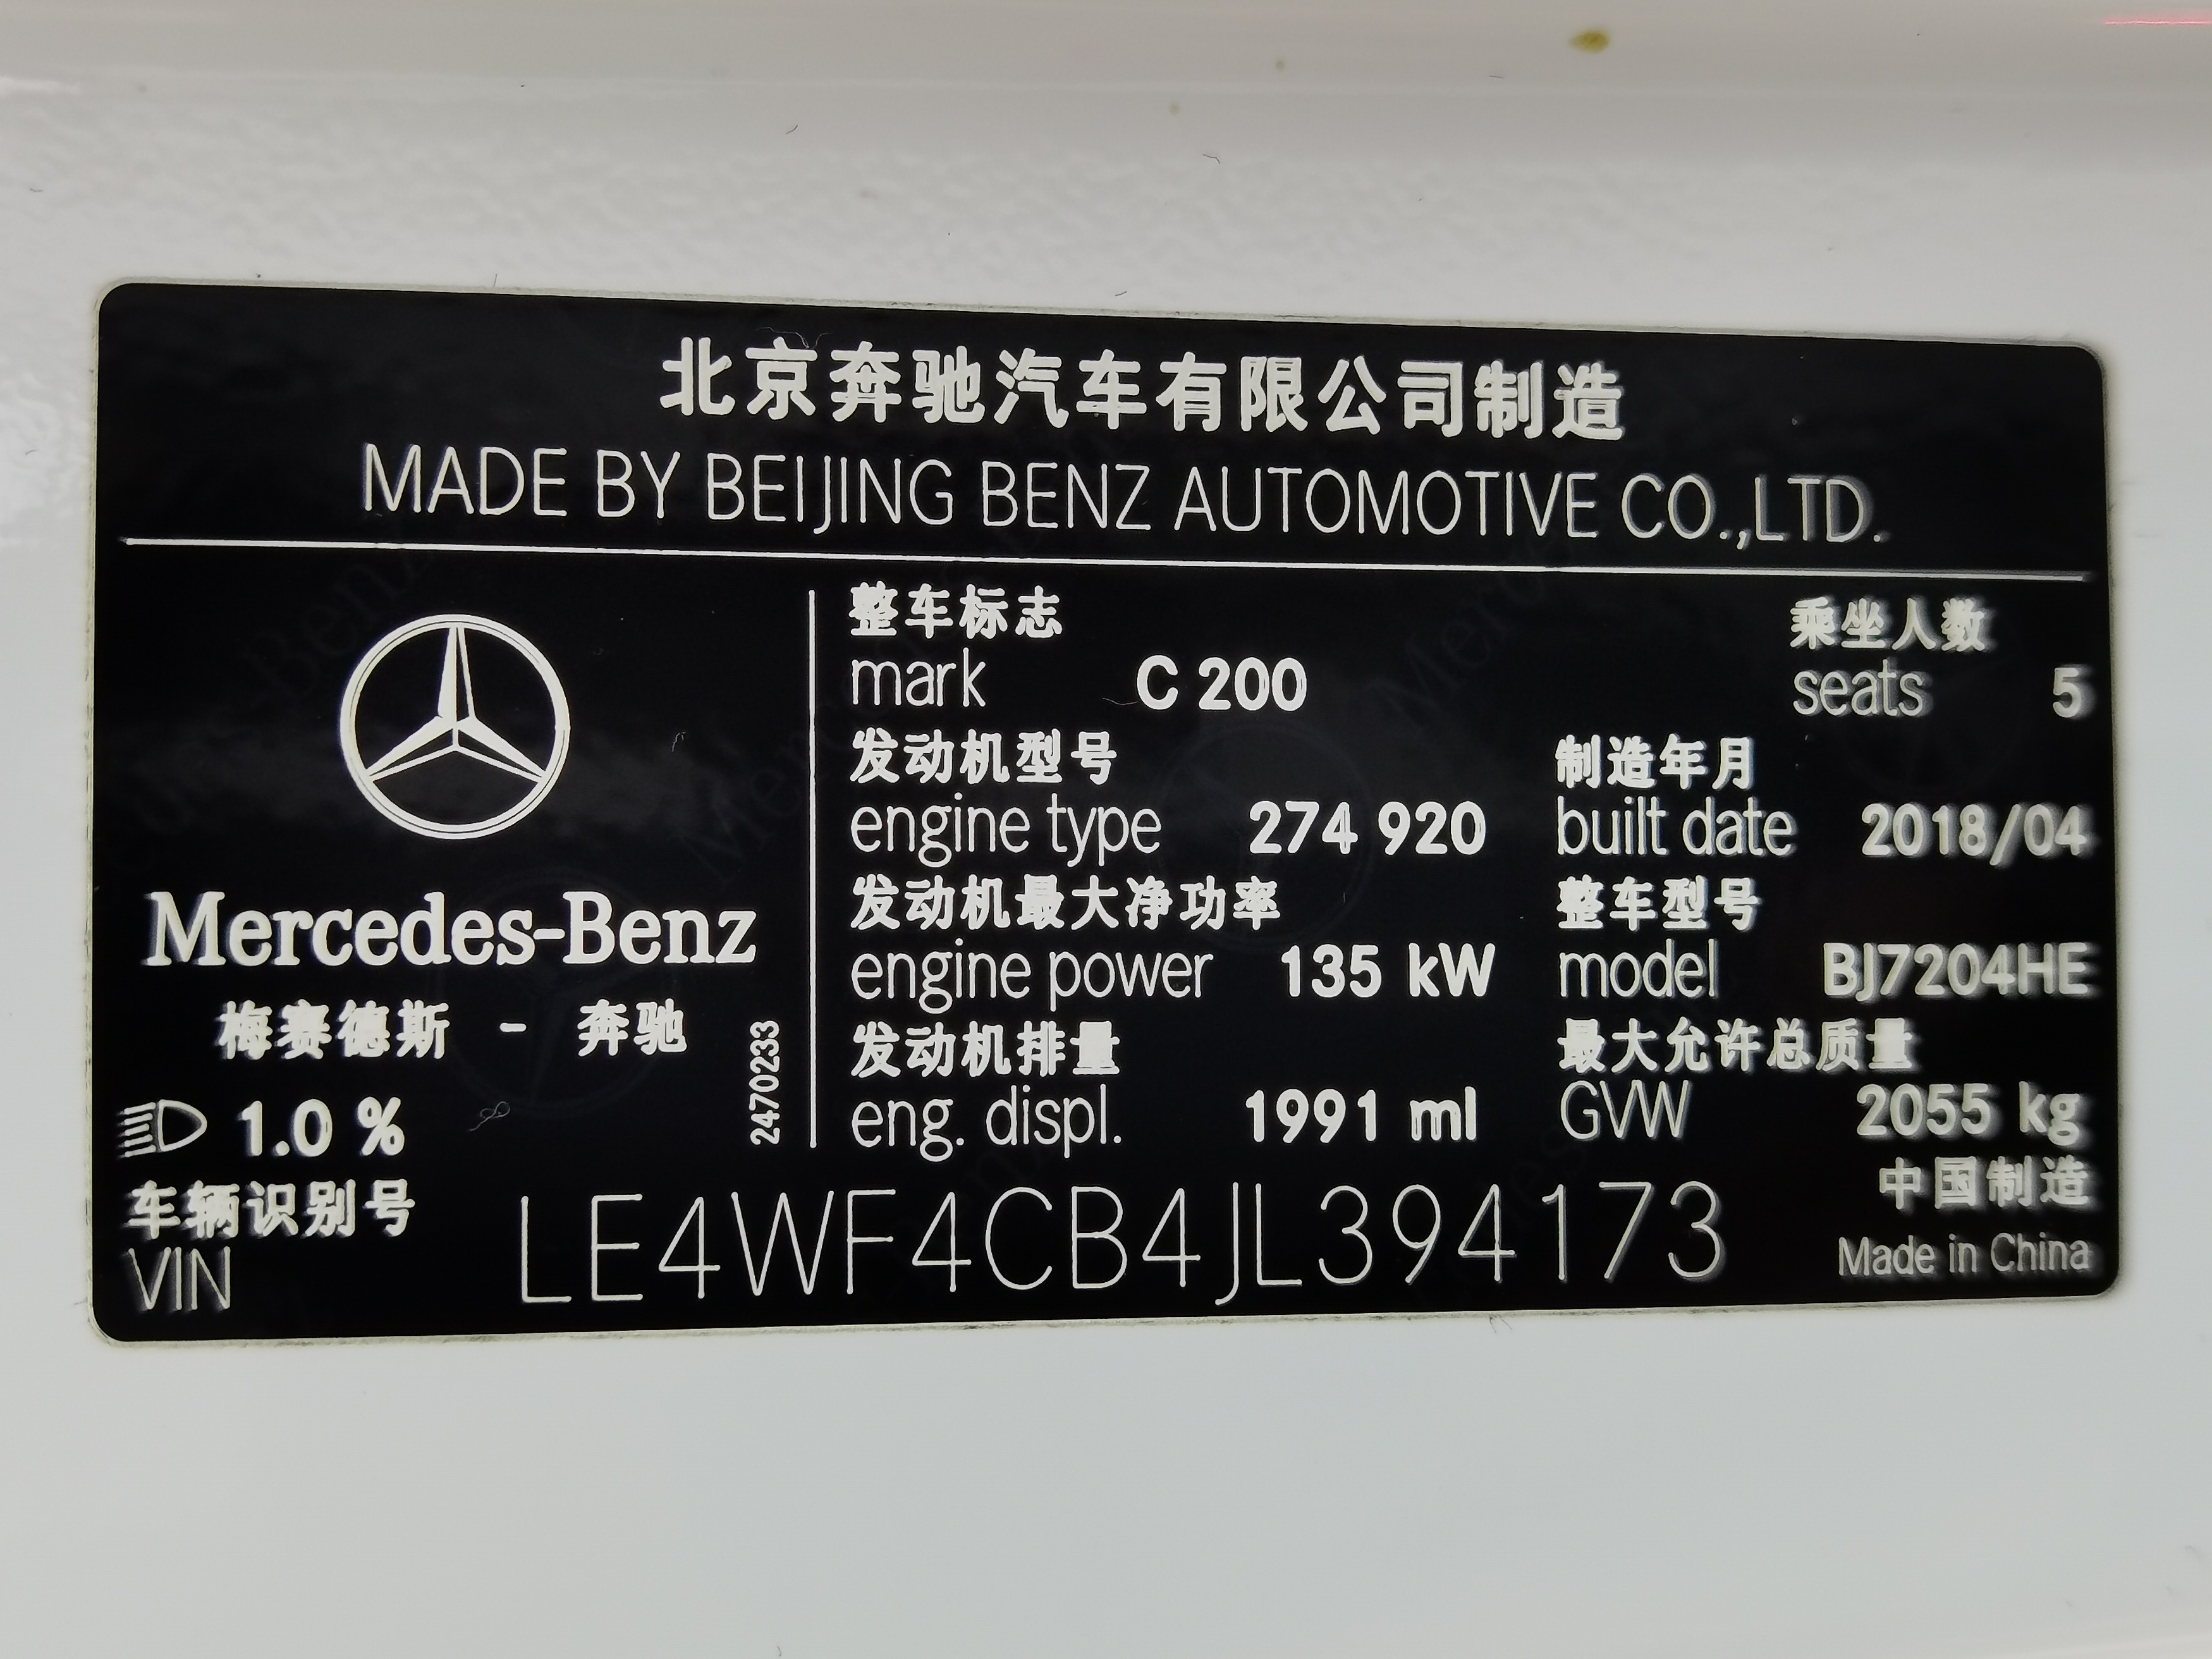 北京奔驰汽车有限公司制造
MADE BY BEIJING BENZ AUTOMOTIVE CO.,LTD.
Mercedes-Benz
梅赛德斯 - 奔驰
1.0 %
2470233
整车标志
mark C 200
乘坐人数
seats 5
发动机型号
engine type 274 920
制造年月
built date 2018/04
发动机最大净功率
engine power 135 kW
整车型号
model BJ7204HE
发动机排量
eng. displ. 1991 ml
最大允许总质量
GVW 2055 kg
车辆识别号
VIN LE4WF4CB4JL394173
中国制造
Made in China